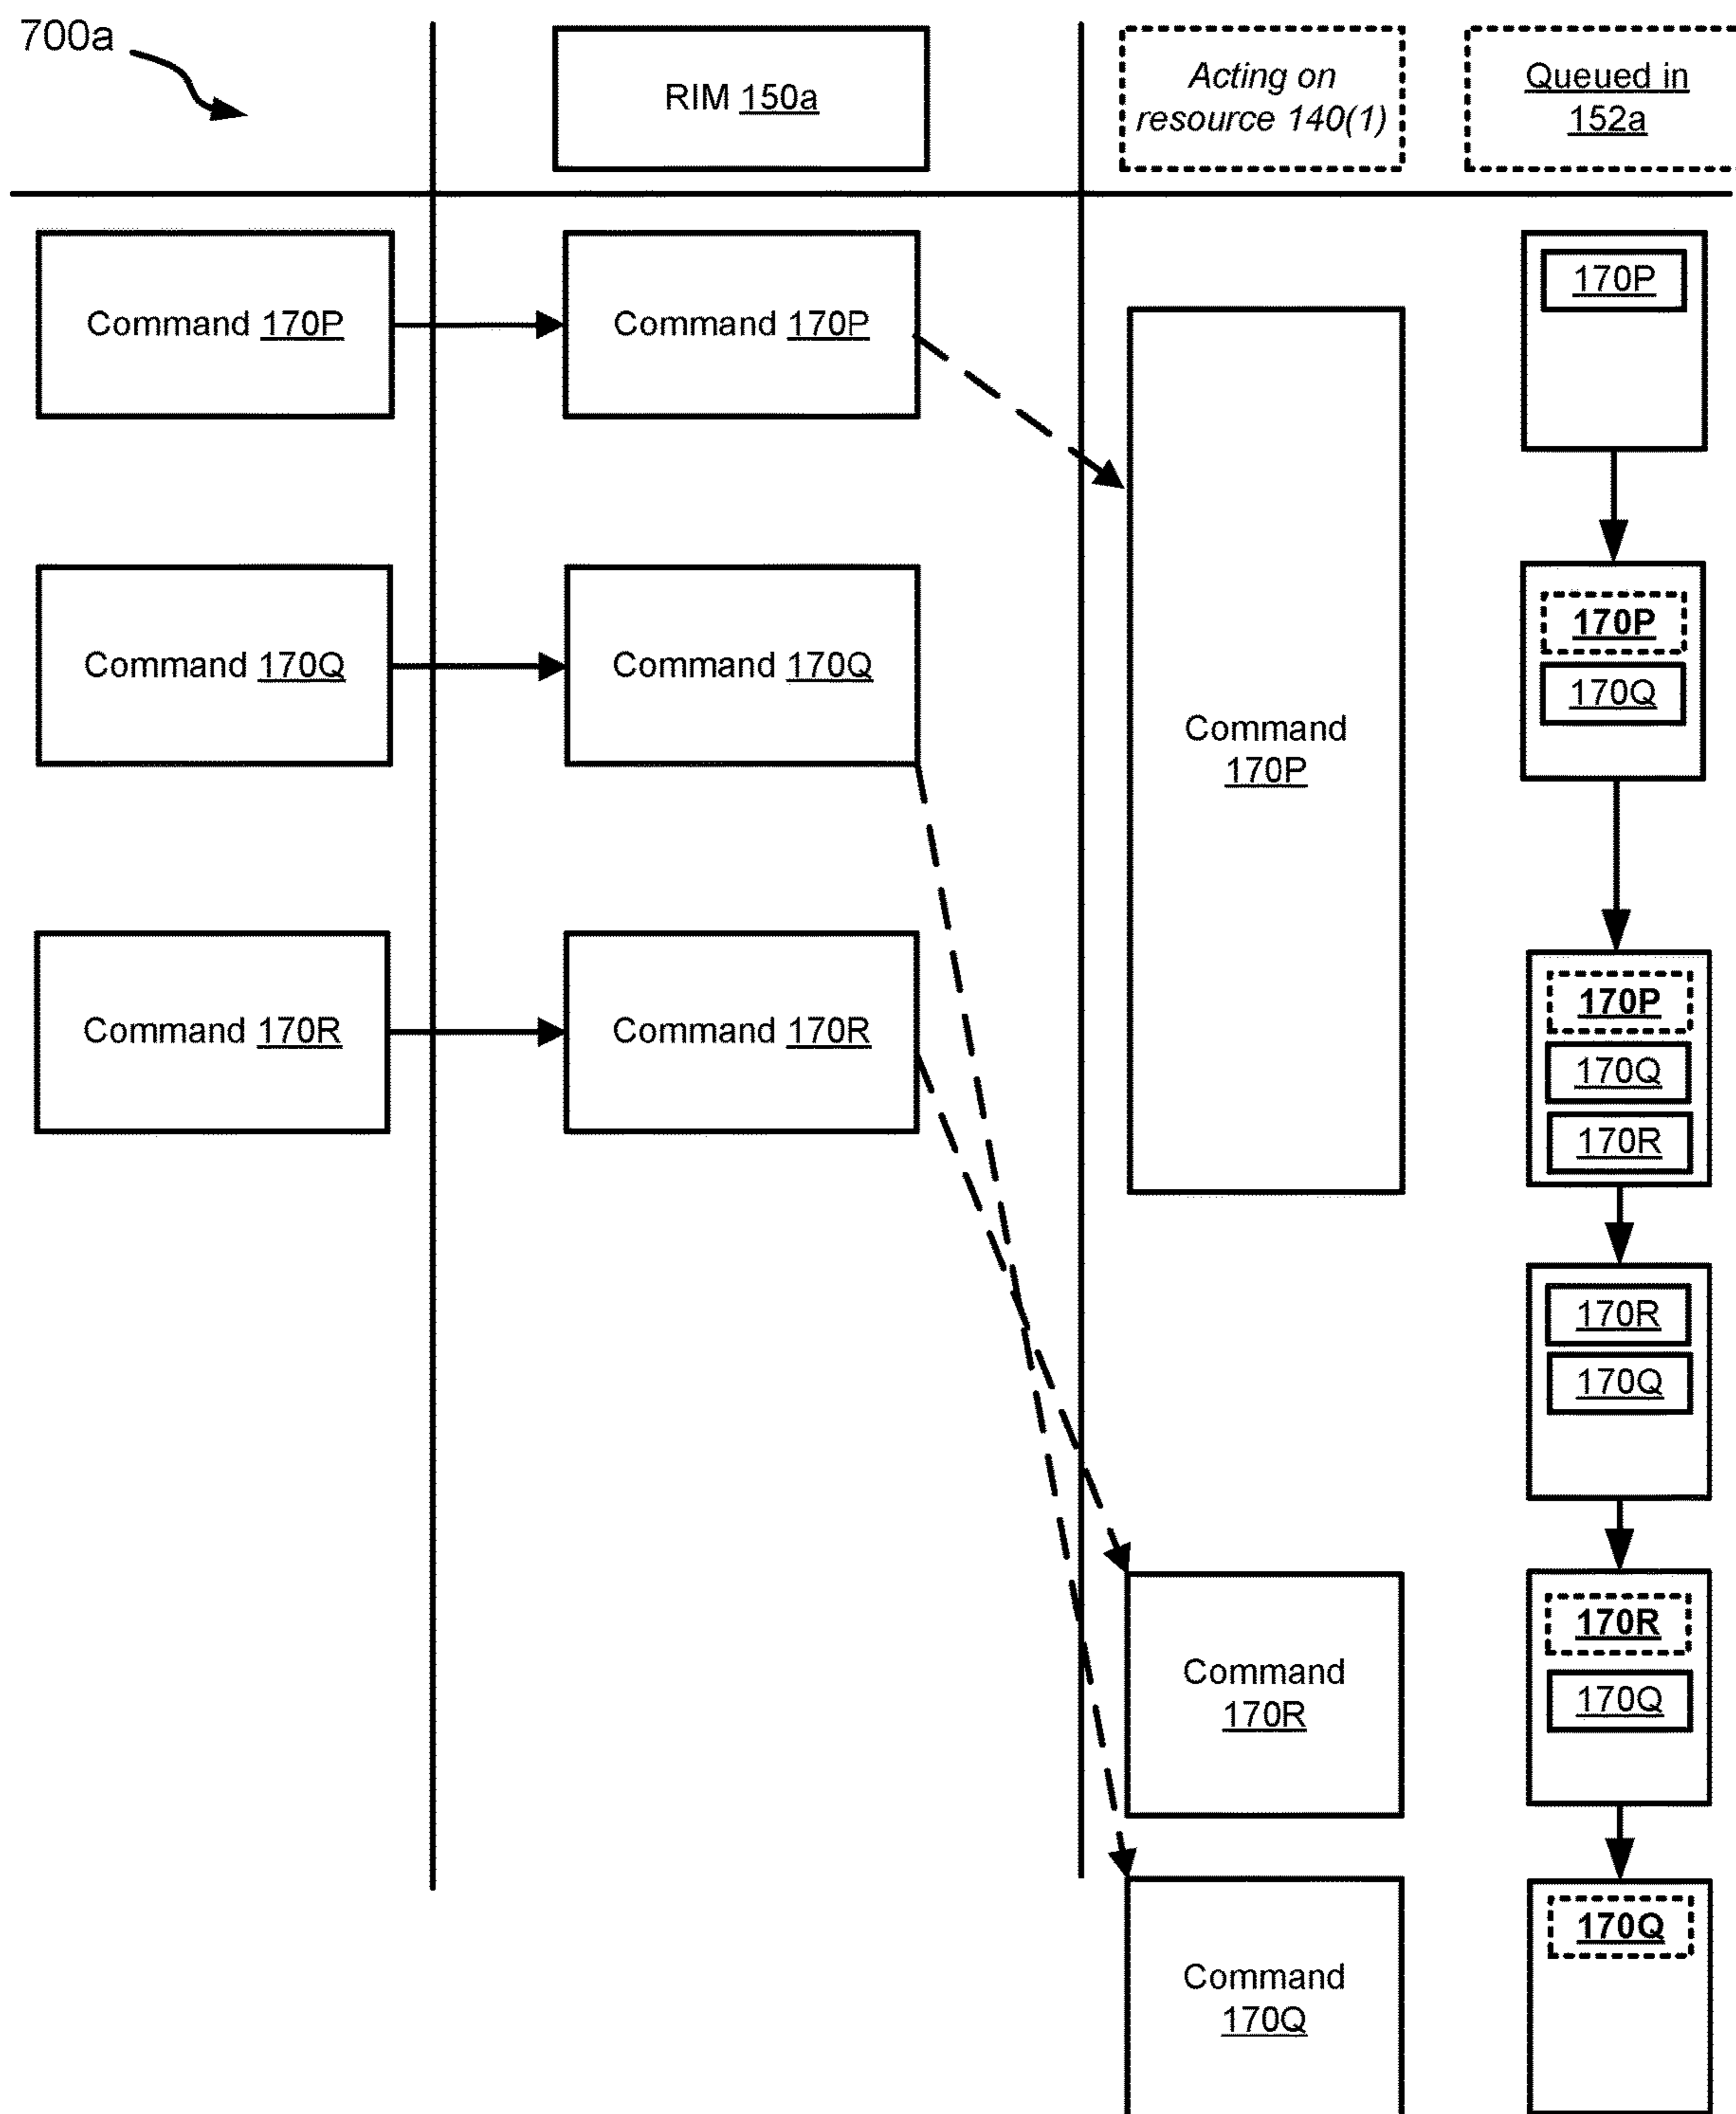 700a
RIM 150a
Acting on
resource 140(1)
Queued in
152a
Command 170P
Command 170P
170P
Command 170Q
Command 170Q
170P
170Q
Command
170P
Command 170R
Command 170R
170P
170Q
170R
170R
170Q
Command
170R
170R
170Q
Command
170Q
170Q